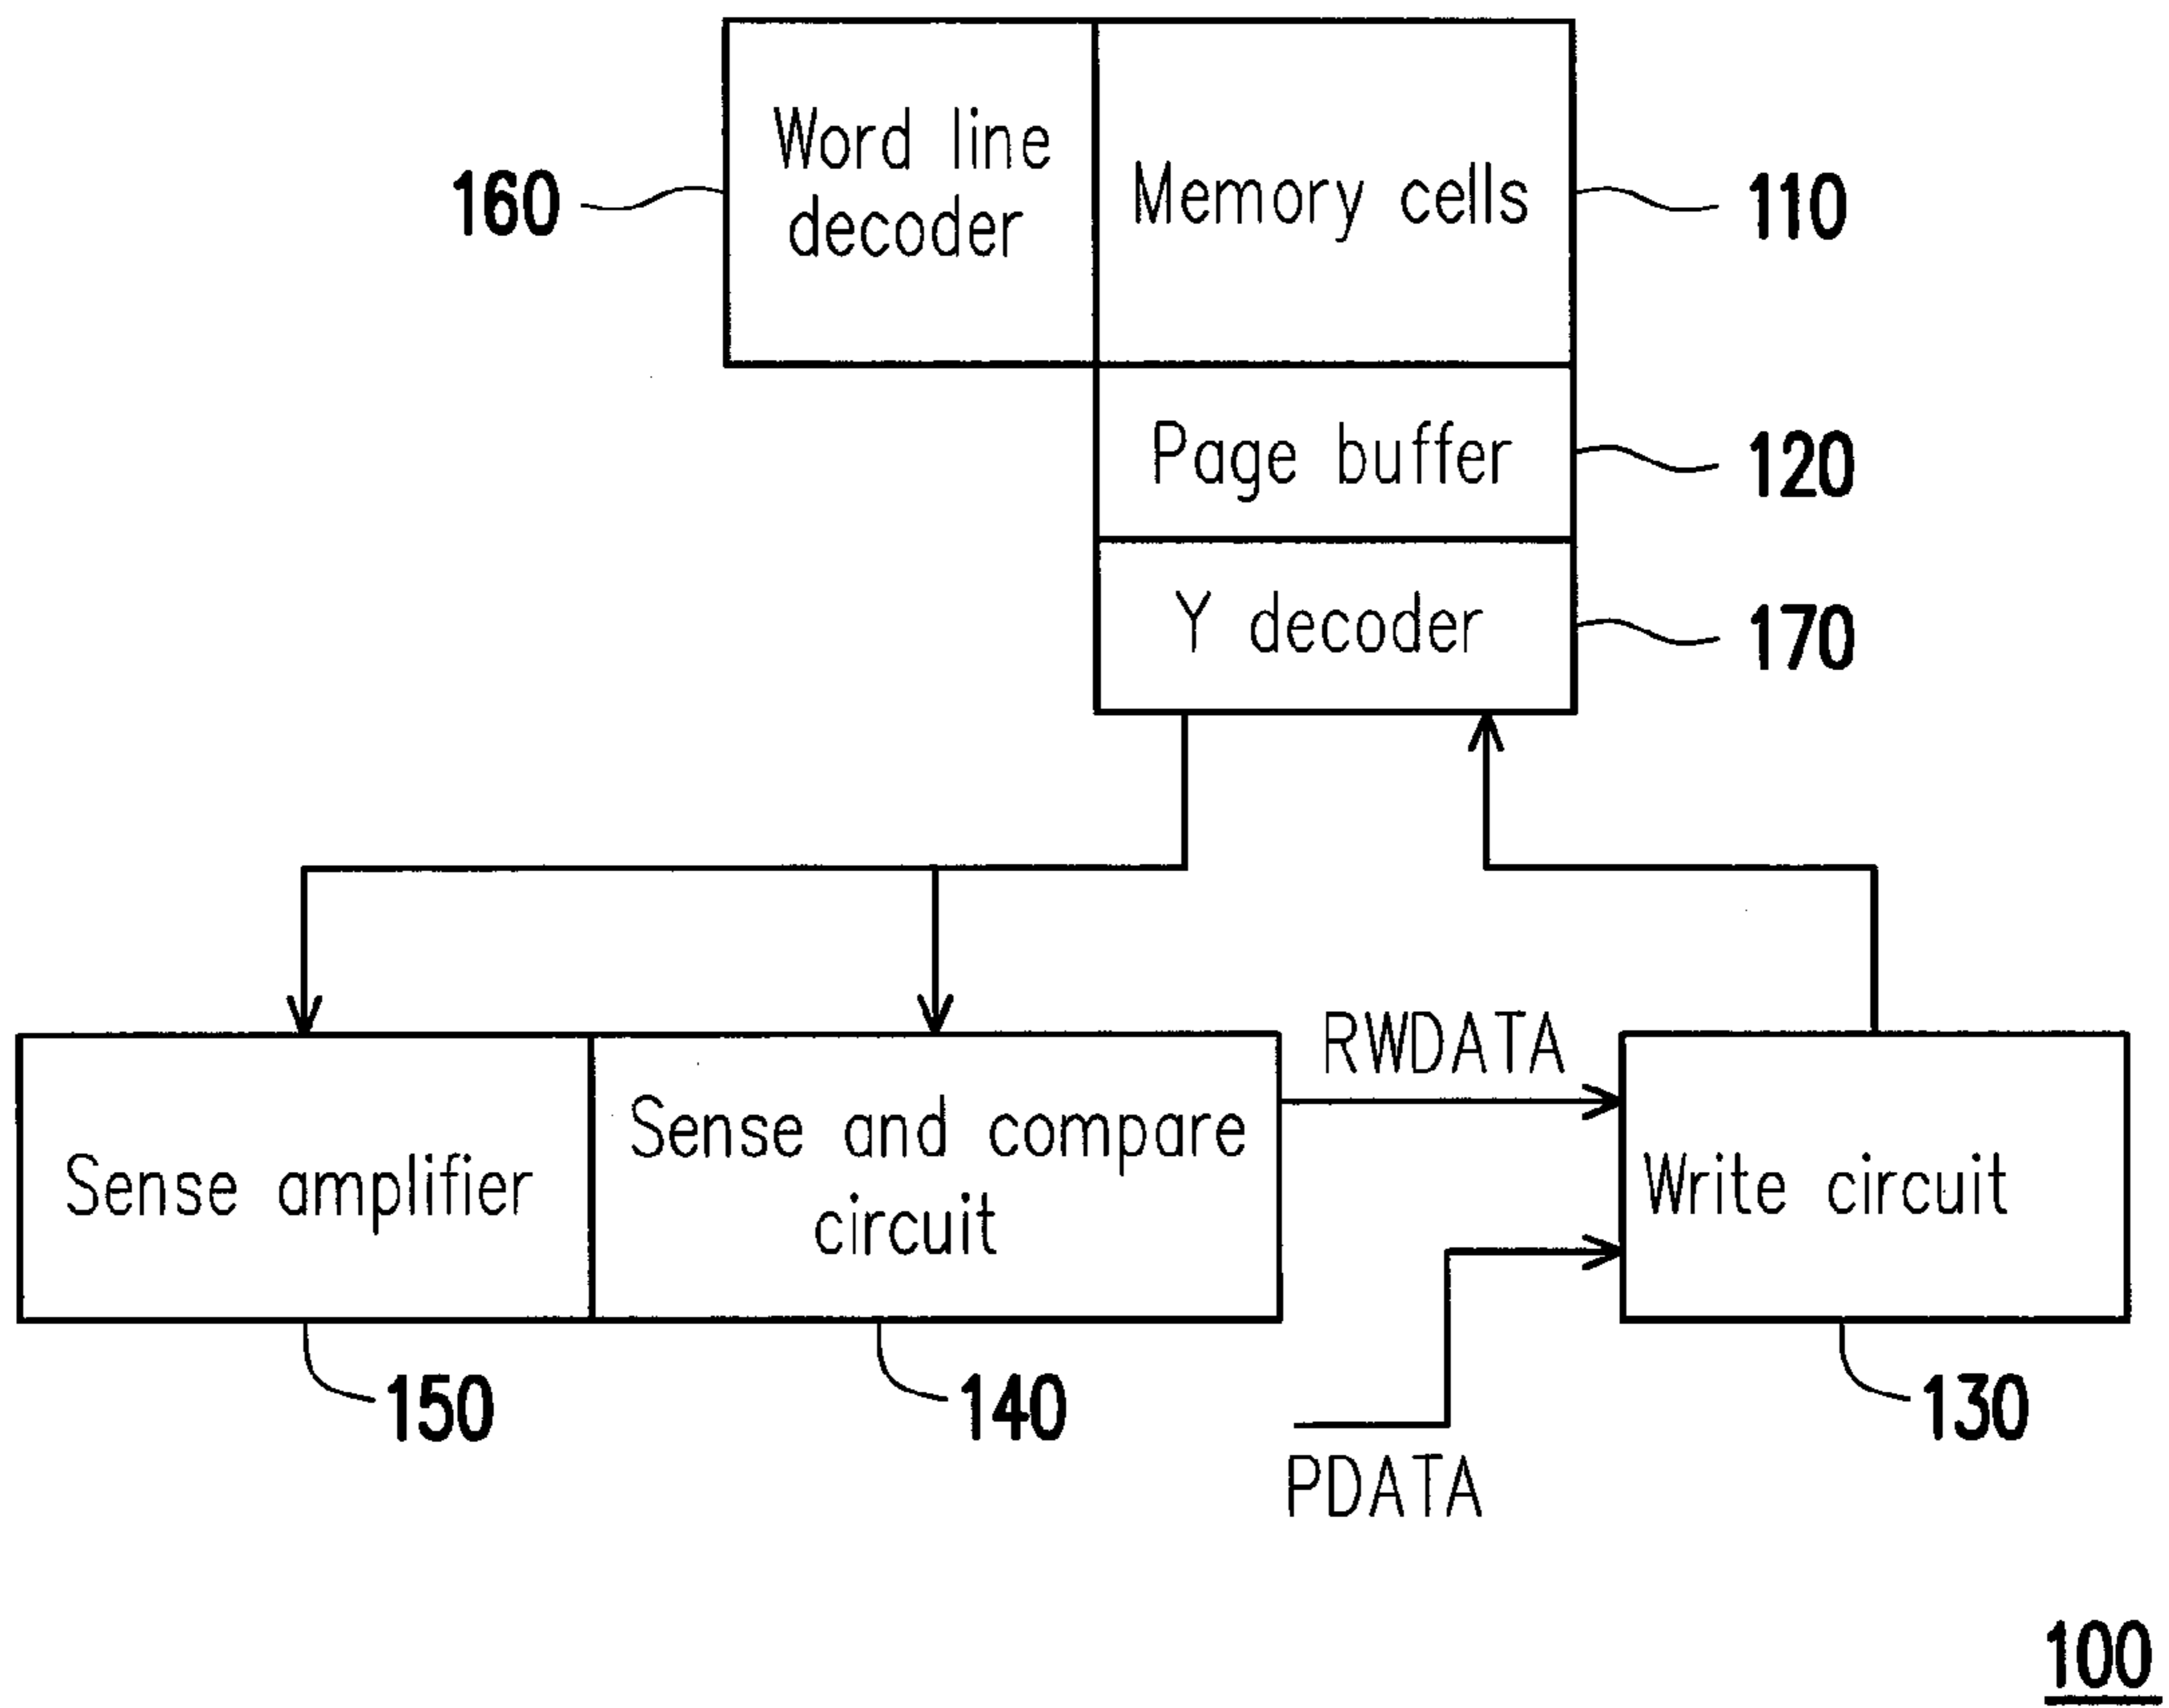 Word line
decoder
Memory cells
160
110
Page buffer
120
Y decoder
170
RWDATA
Sense amplifier
Sense and compare
circuit
Write circuit
150
140
130
PDATA
100